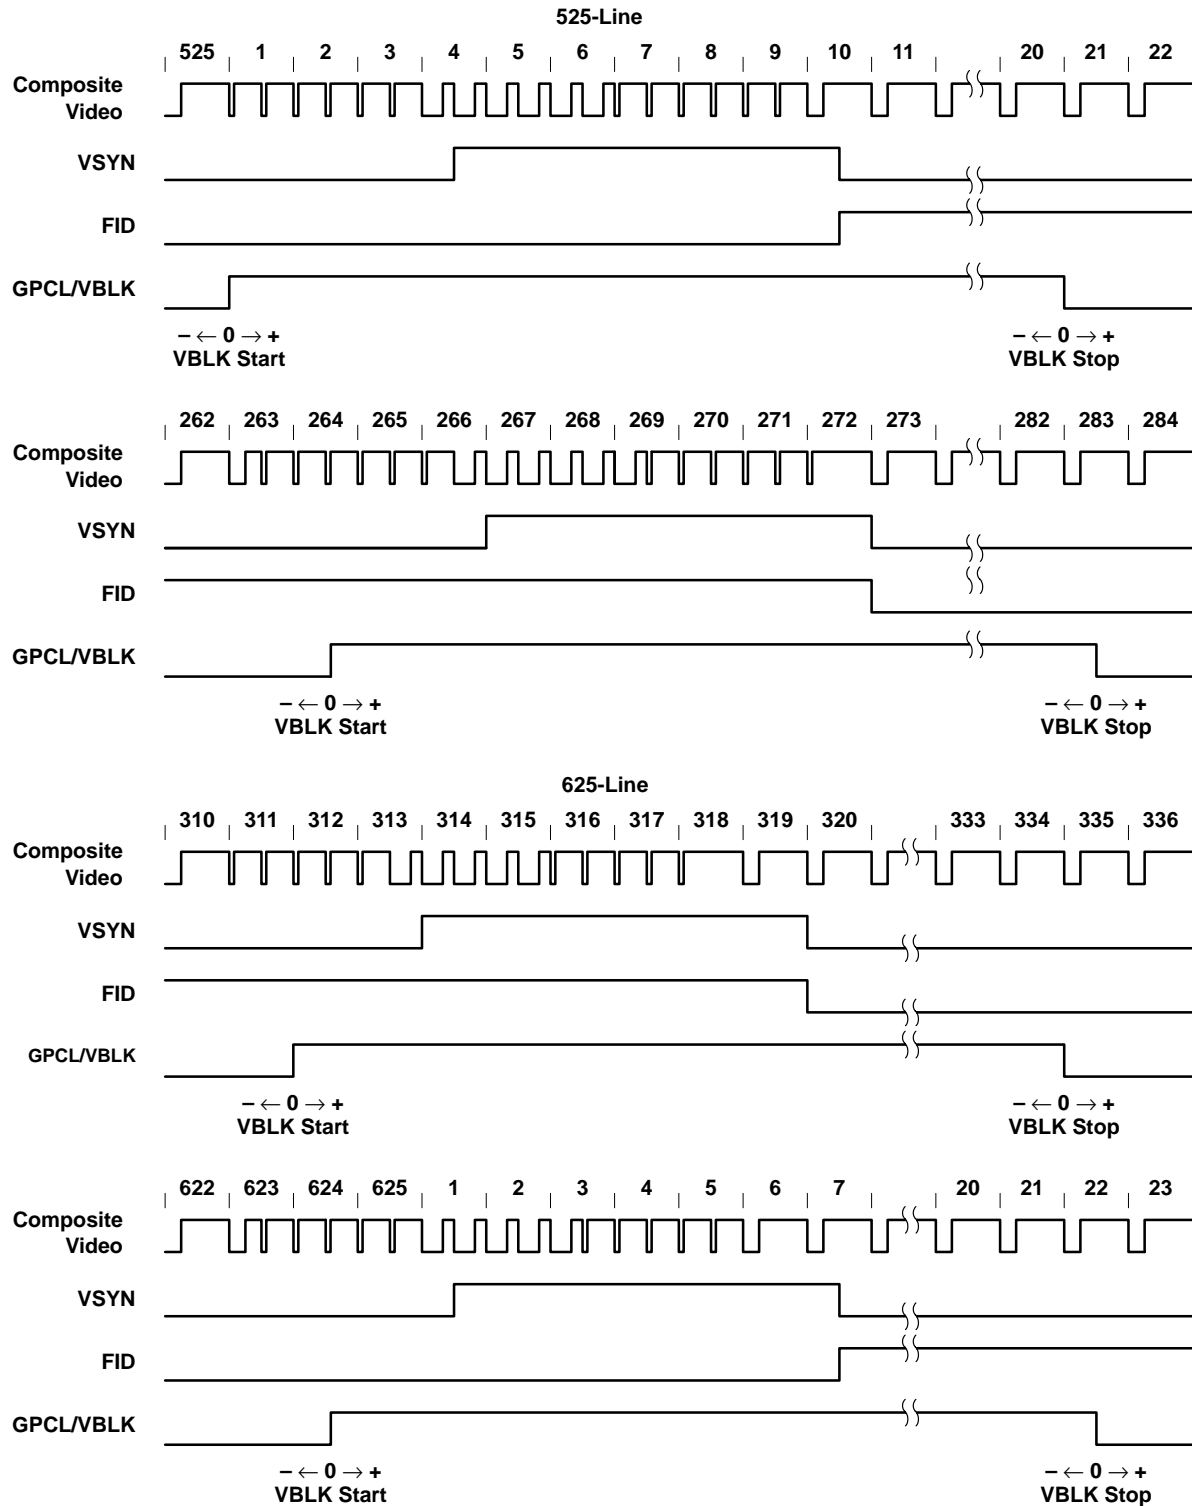 525-Line
525 1 2 3 4 5 6 7 8 9 10 11 20 21 22
Composite
Video
VSYN
FID
GPCL/VBLK
– ← 0 → + – ← 0 → +
VBLK Start VBLK Stop
262 263 264 265 266 267 268 269 270 271 272 273 282 283 284
Composite
Video
VSYN
FID
GPCL/VBLK
– ← 0 → + – ← 0 → +
VBLK Start VBLK Stop
625-Line
310 311 312 313 314 315 316 317 318 319 320 333 334 335 336
Composite
Video
VSYN
FID
GPCL/VBLK
– ← 0 → + – ← 0 → +
VBLK Start VBLK Stop
622 623 624 625 1 2 3 4 5 6 7 20 21 22 23
Composite
Video
VSYN
FID
GPCL/VBLK
– ← 0 → + – ← 0 → +
VBLK Start VBLK Stop